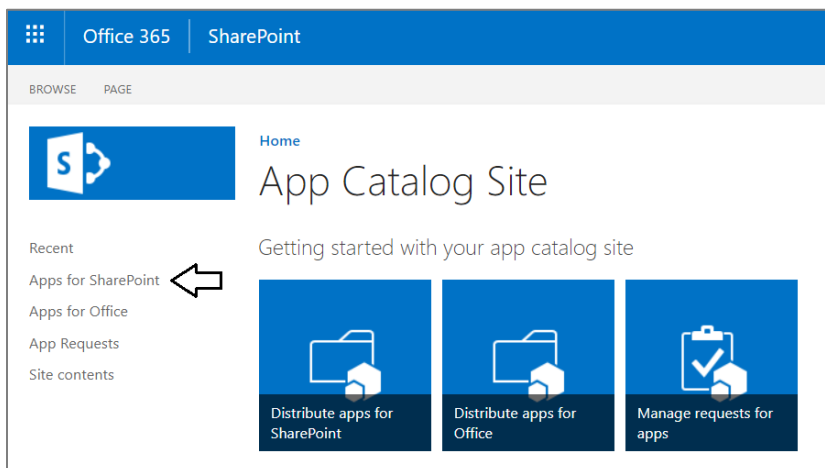 Office 365 SharePoint
BROWSE PAGE
S
Home
App Catalog Site
Recent
Apps for SharePoint
Apps for Office
App Requests
Site contents
Getting started with your app catalog site
Distribute apps for
SharePoint
Distribute apps for
Office
Manage requests for
apps